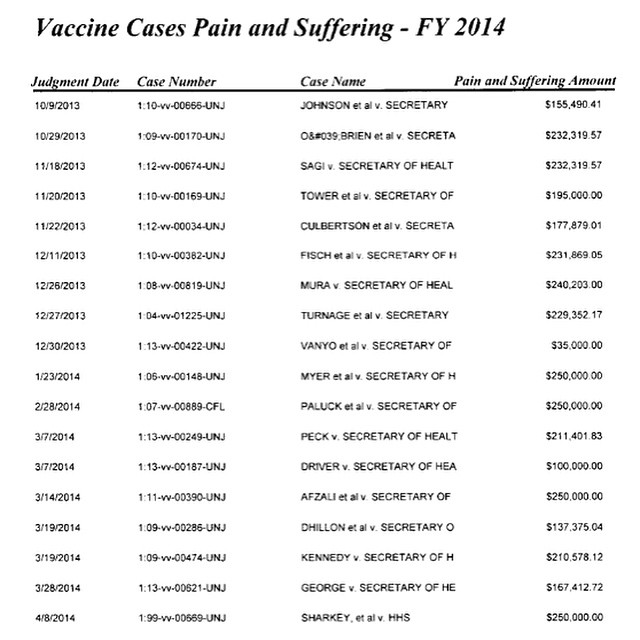 Vaccine Cases Pain and Suffering - FY 2014
Judgment Date Case Number Case Name Pain and Suffering Amount
10/9/2013 1:10-vv-00666-UNJ JOHNSON et al v. SECRETARY $155,490.41
10/29/2013 1:09-vv-00170-UNJ O&#039;BRIEN et al v. SECRETA $232,319.57
11/18/2013 1:12-vv-00674-UNJ SAGI v. SECRETARY OF HEALT $232,319.57
11/20/2013 1:10-vv-00169-UNJ TOWER et al v. SECRETARY OF $195,000.00
11/22/2013 1:12-vv-00034-UNJ CULBERTSON et al v. SECRETA $177,879.01
12/11/2013 1:10-vv-00382-UNJ FISCH et al v. SECRETARY OF H $231,869.05
12/26/2013 1:08-vv-00819-UNJ MURA v. SECRETARY OF HEAL $240,203.00
12/27/2013 1:04-vv-01225-UNJ TURNAGE et al v. SECRETARY $229,352.17
12/30/2013 1:13-vv-00422-UNJ VANYO et al v. SECRETARY OF $35,000.00
1/23/2014 1:06-vv-00148-UNJ MYER et al v. SECRETARY OF H $250,000.00
2/28/2014 1:07-vv-00889-CFL PALUCK et al v. SECRETARY OF $250,000.00
3/7/2014 1:13-vv-00249-UNJ PECK v. SECRETARY OF HEALT $211,401.83
3/7/2014 1:13-vv-00187-UNJ DRIVER v. SECRETARY OF HEA $100,000.00
3/14/2014 1:11-vv-00390-UNJ AFZALI et al v. SECRETARY OF $250,000.00
3/19/2014 1:09-vv-00286-UNJ DHILLON et al v. SECRETARY O $137,375.04
3/19/2014 1:09-vv-00474-UNJ KENNEDY v. SECRETARY OF H $210,578.12
3/28/2014 1:13-vv-00621-UNJ GEORGE v. SECRETARY OF HE $167,412.72
4/8/2014 1:99-vv-00669-UNJ SHARKEY, et al v. HHS $250,000.00